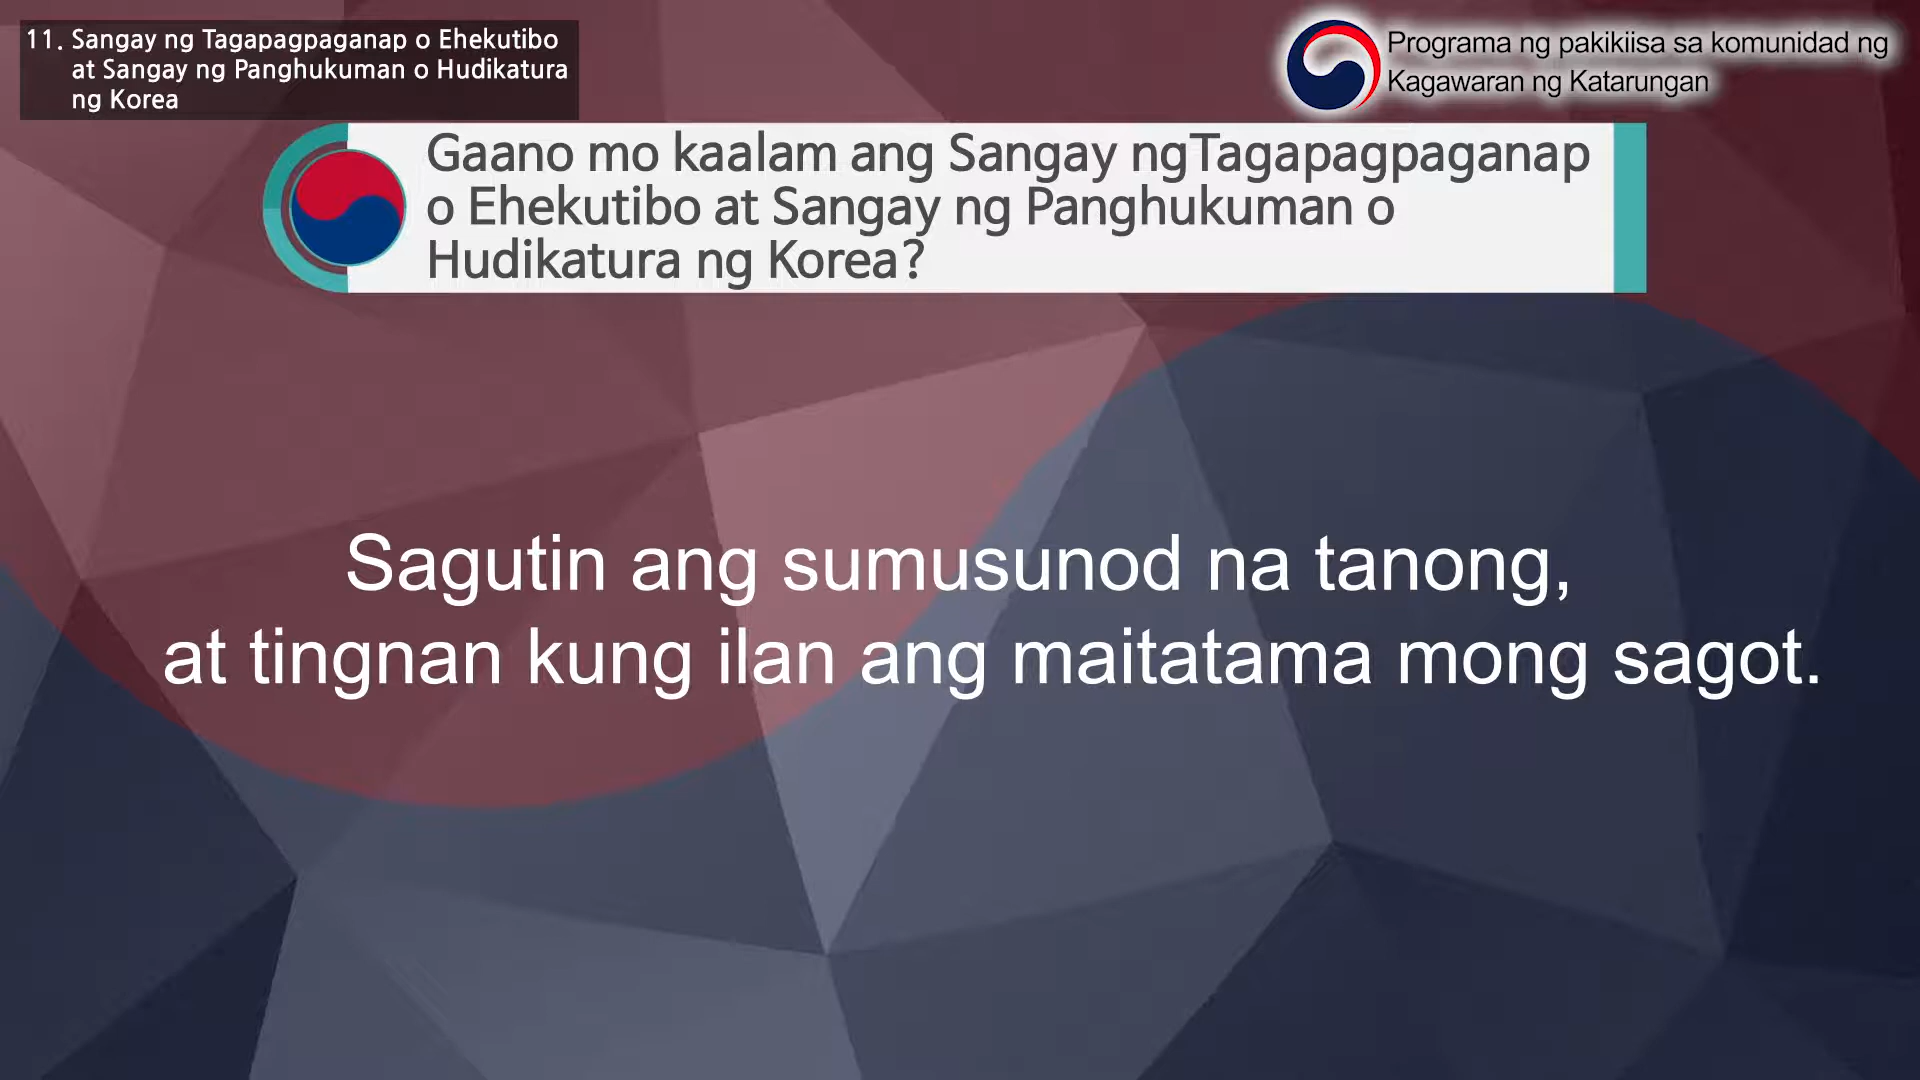 11. Sangay ng Tagapagpaganap o Ehekutibo
at Sangay ng Panghukuman o Hudikatura
ng Korea
Programa ng pakikiisa sa komunidad ng
Kagawaran ng Katarungan
Gaano mo kaalam ang Sangay ngTagapagpaganap
o Ehekutibo at Sangay ng Panghukuman o
Hudikatura ng Korea?
Sagutin ang sumusunod na tanong,
at tingnan kung ilan ang maitatama mong sagot.